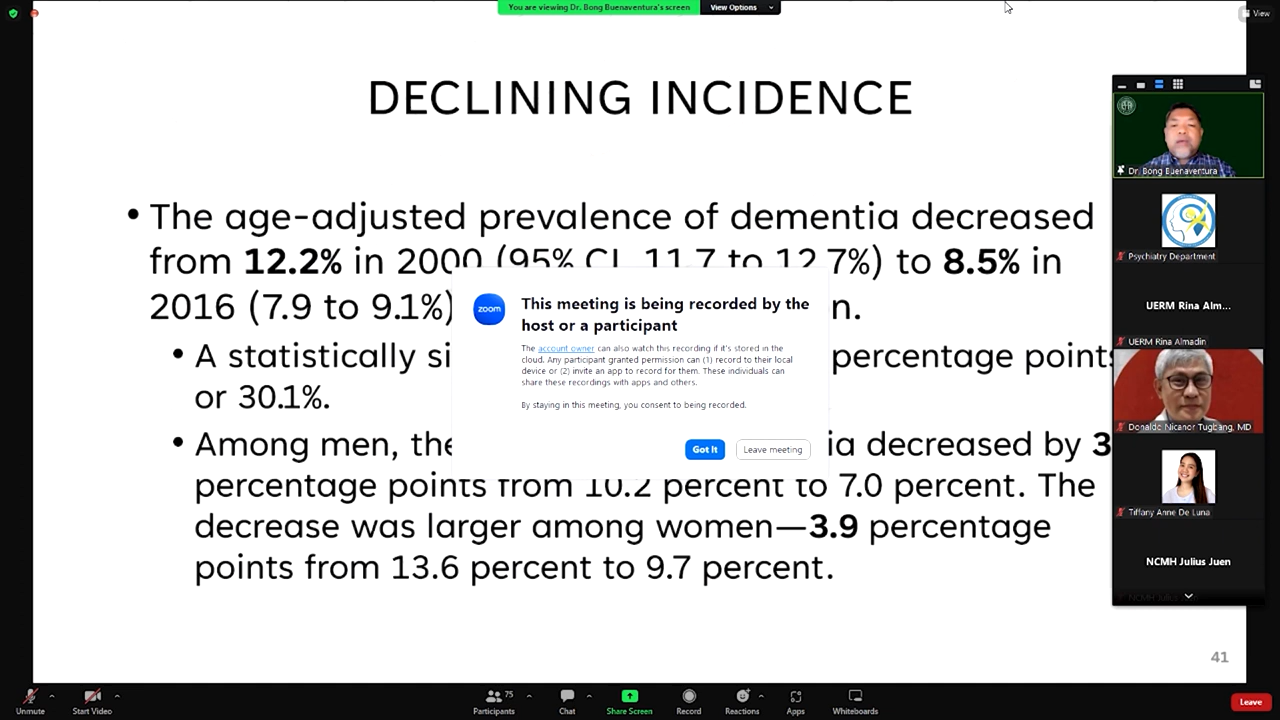 You are viewing Dr. Bong Buenaventura's screen
View Options
View
DECLINING INCIDENCE
• The age-adjusted prevalence of dementia decreased
from 12.2% in 2000 (95% CI, 11.7 to 12.7%) to 8.5% in
2016 (7.9 to 9.1%) n.
• A statistically si percentage points
or 30.1%.
• Among men, the ia decreased by 3
percentage points from 10.2 percent to 7.0 percent. The
decrease was larger among women—3.9 percentage
points from 13.6 percent to 9.7 percent.
zoom
This meeting is being recorded by the
host or a participant
The account owner can also watch this recording if it's stored in the
cloud. Any participant granted permission can (1) record to their local
device or (2) invite an app to record for them. These individuals can
share these recordings with apps and others.
By staying in this meeting, you consent to being recorded.
Got it
Leave meeting
Dr. Bong Buenaventura
Psychiatry Department
UERM Rina Alm...
UERM Rina Almadin
Donaldo Nicanor Tugbang, MD
Tiffany Anne De Luna
NCMH Julius Juen
41
Unmute
Start Video
75
Participants
Chat
Share Screen
Record
Reactions
Apps
Whiteboards
Leave